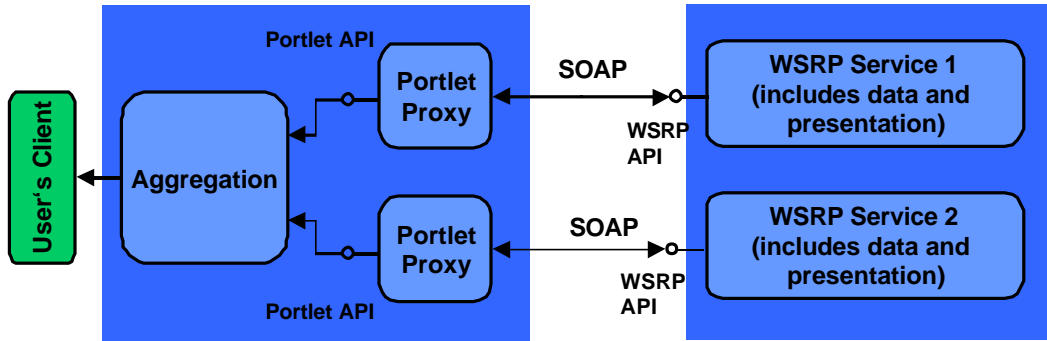 User‘s Client
Aggregation
Portlet API
Portlet
Proxy
SOAP
WSRP
API
WSRP Service 1
(includes data and
presentation)
Portlet
Proxy
Portlet API
SOAP
WSRP
API
WSRP Service 2
(includes data and
presentation)